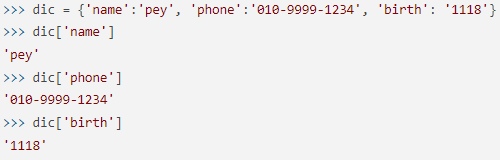 >>> dic = {'name':'pey', 'phone':'010-9999-1234', 'birth': '1118'}
>>> dic['name']
'pey'
>>> dic['phone']
'010-9999-1234'
>>> dic['birth']
'1118'